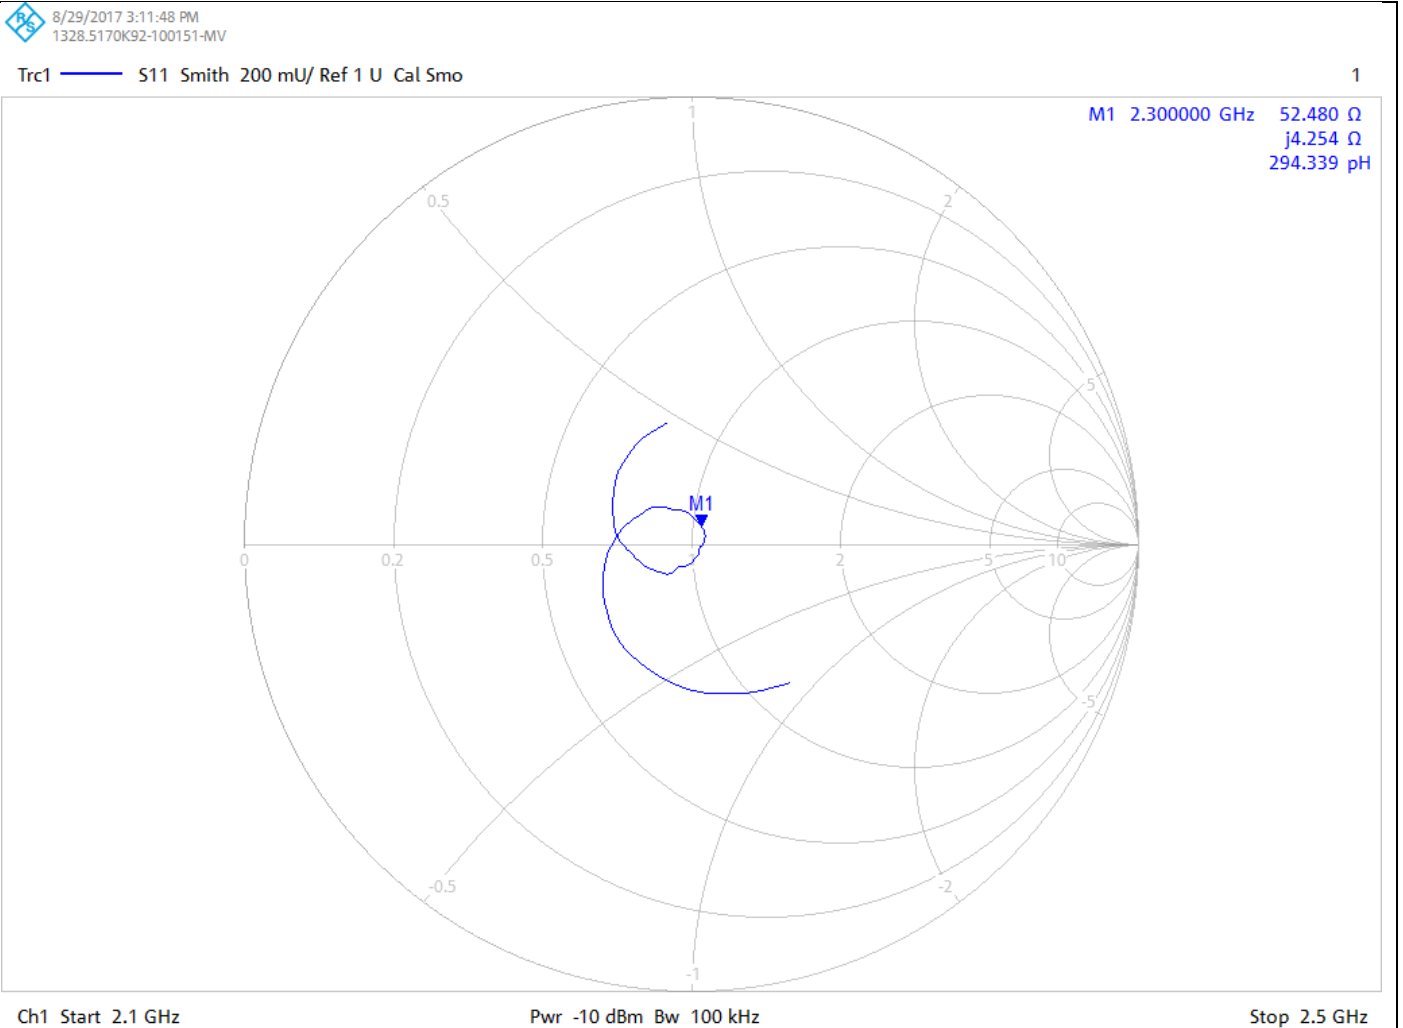 R&S
8/29/2017 3:11:48 PM
1328.5170K92-100151-MV
Trc1 S11 Smith 200 mU/ Ref 1 U Cal Smo 1
M1 2.300000 GHz 52.480 Ω
j4.254 Ω
294.339 pH
1
0.5 2
5
M1
0 0.2 0.5 1 2 5 10
-5
-0.5 -2
-1
Ch1 Start 2.1 GHz Pwr -10 dBm Bw 100 kHz Stop 2.5 GHz